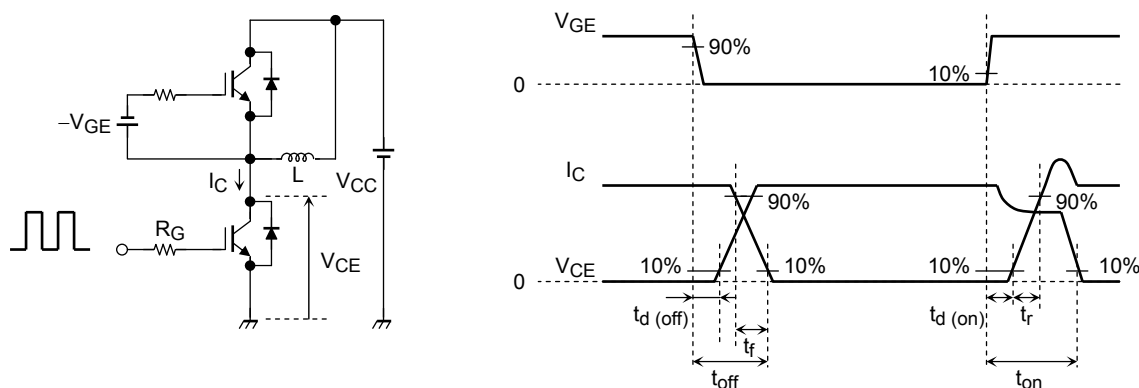 –VGE
IC
L
VCC
RG
VCE
VGE
90%
10%
0
IC
90%
90%
VCE
10%
10%
10%
10%
0
td (off)
td (on)
tr
tf
toff
ton